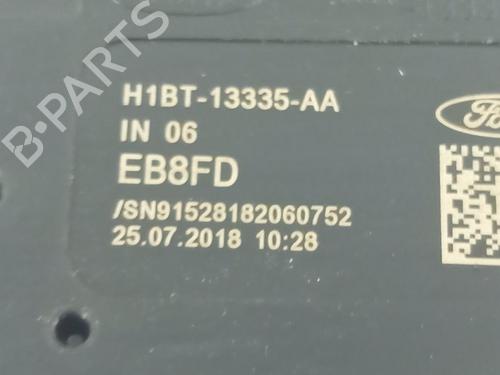 H1BT-13335-AA
IN 06
EB8FD
/SN91528182060752
25.07.2018 10:28
B-PARTS